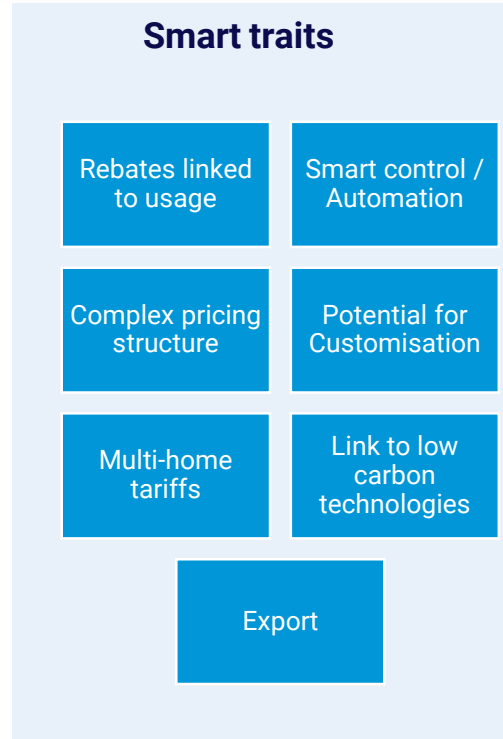 Smart traits
Rebates linked
to usage
Smart control /
Automation
Complex pricing
structure
Potential for
Customisation
Multi-home
tariffs
Link to low
carbon
technologies
Export